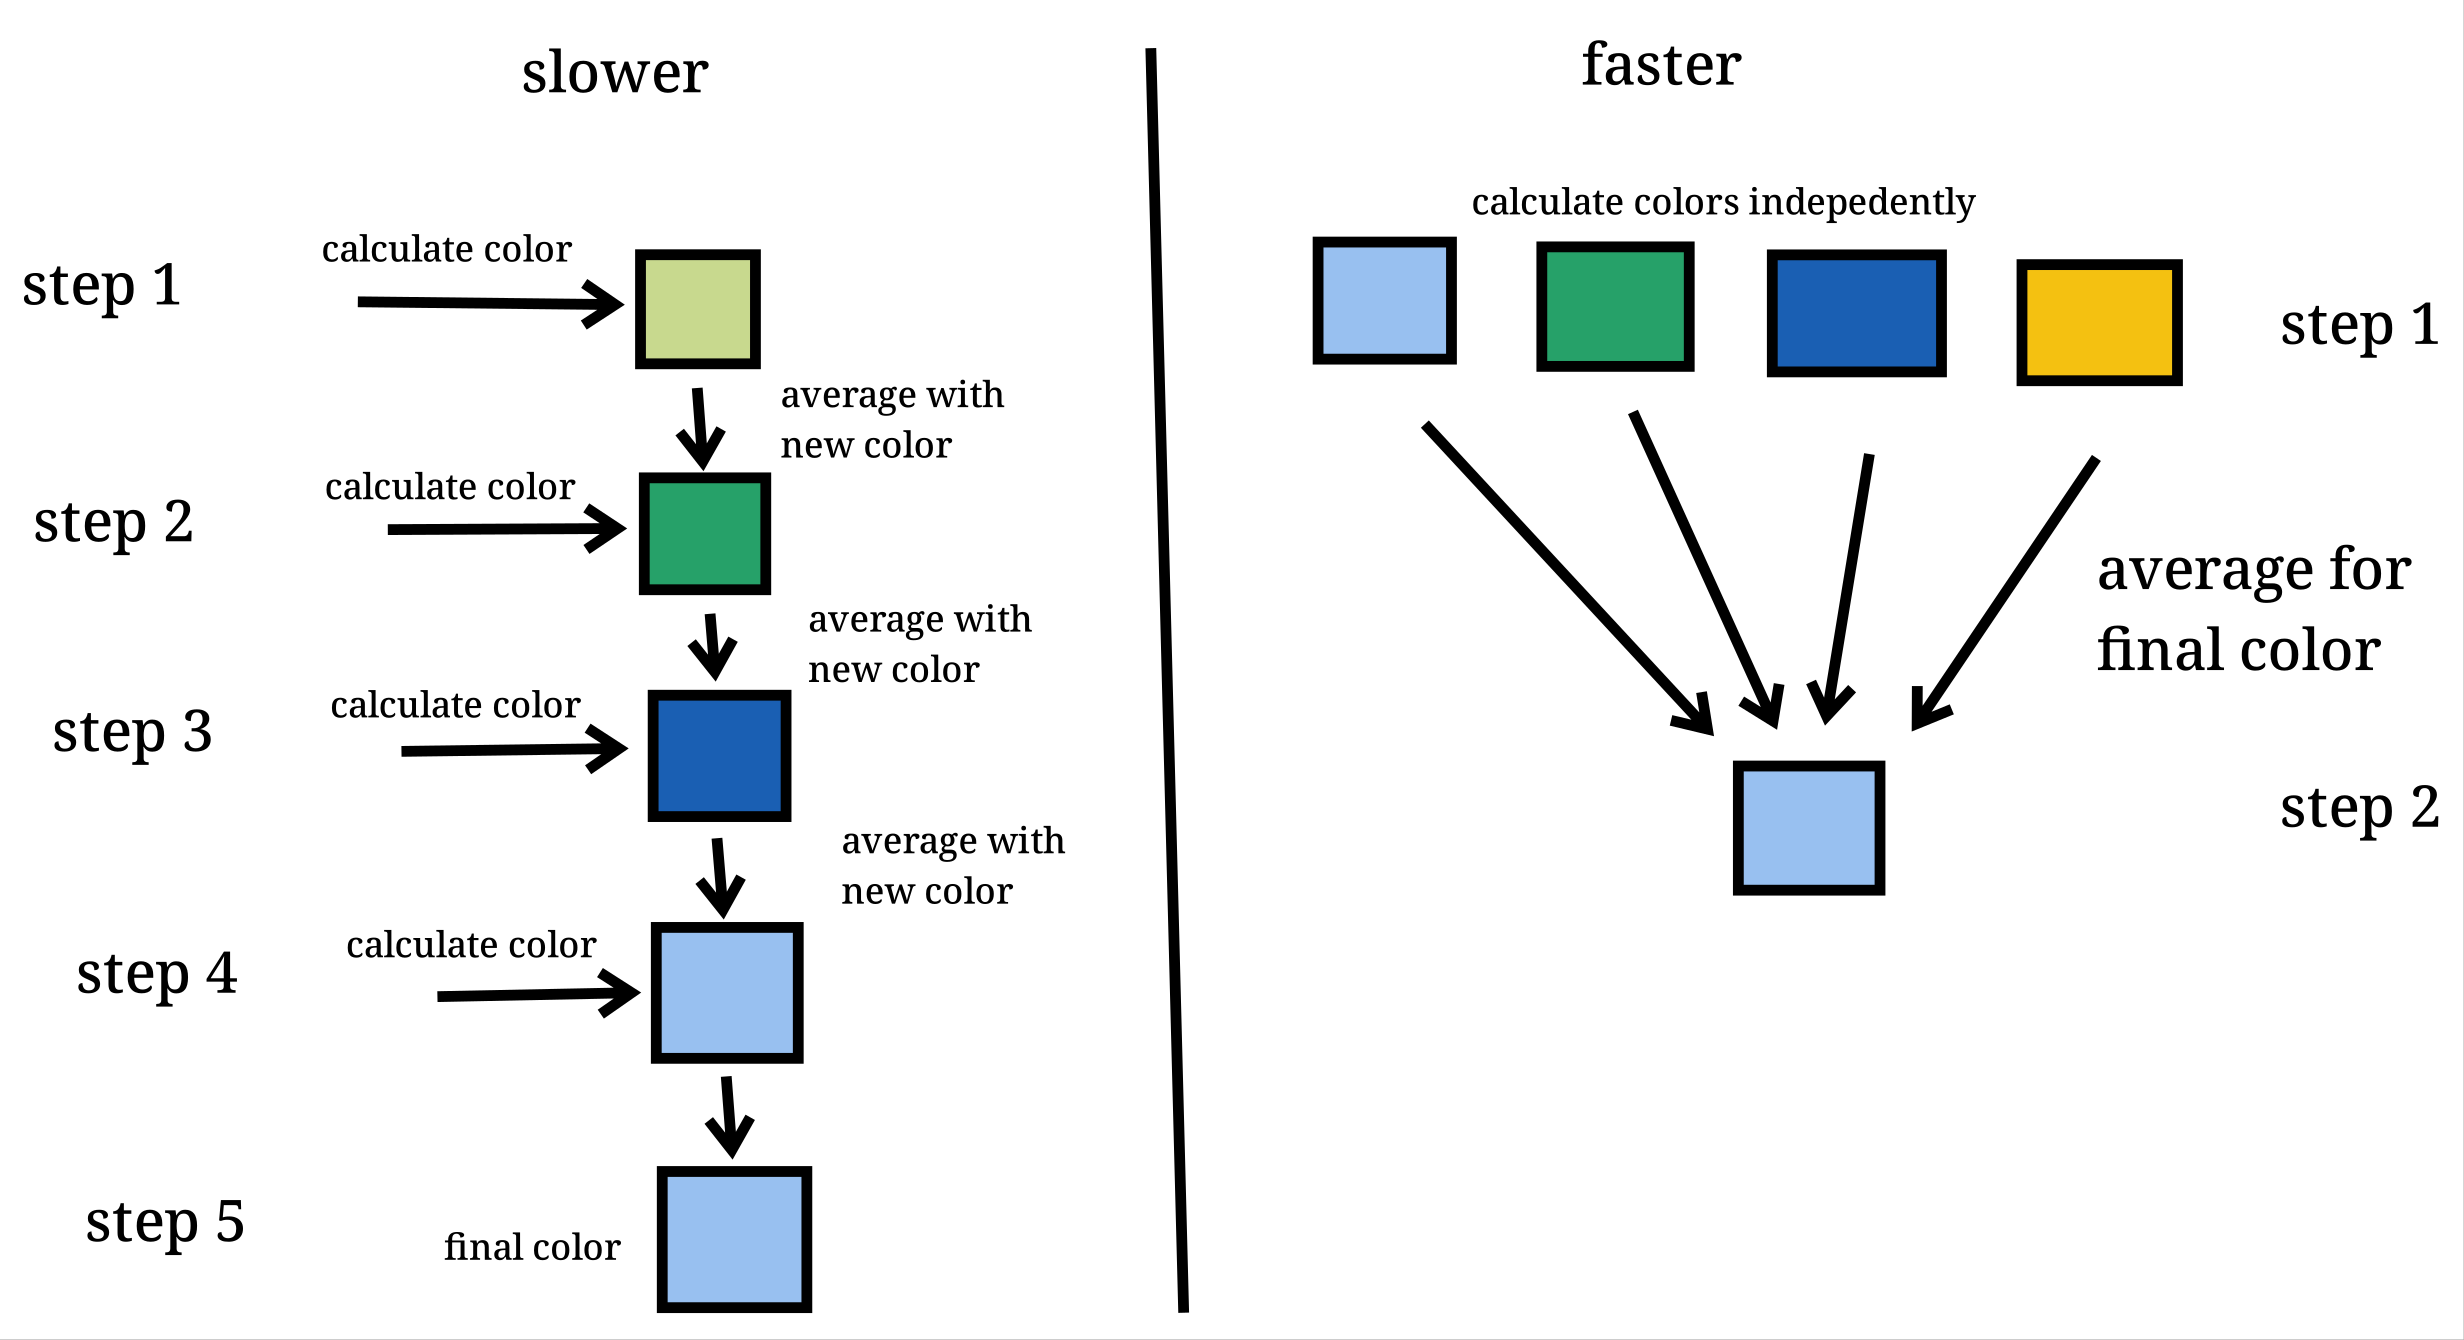 slower
step 1
calculate color
average with
new color
step 2
calculate color
average with
new color
step 3
calculate color
average with
new color
step 4
calculate color
step 5
final color
faster
calculate colors indepedently
step 1
average for
final color
step 2